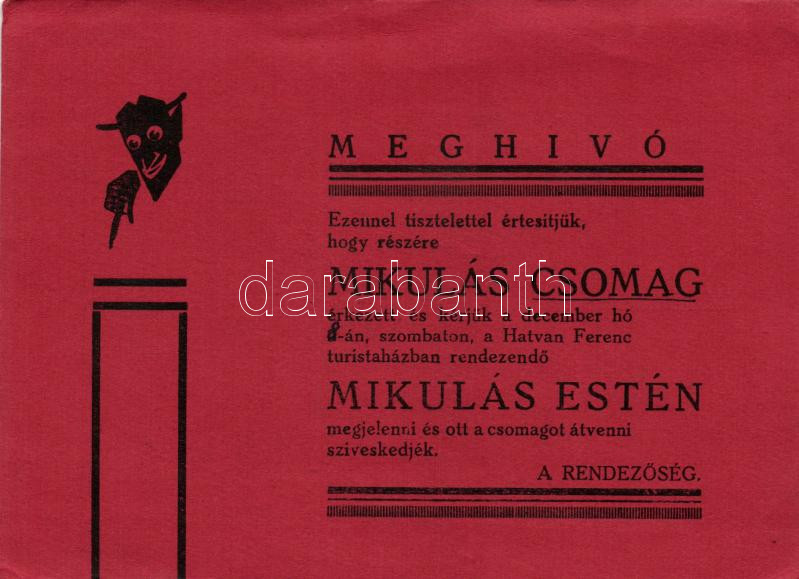 MEGHIVÓ
Ezennel tisztelettel értesitjük,
hogy részére
MIKULÁS CSOMAG
érkezett és kérjük a december hó
8-án, szombaton, a Hatvan Ferenc
turistaházban rendezendő
MIKULÁS ESTÉN
megjelenni és ott a csomagot átvenni
sziveskedjék.
A RENDEZŐSÉG.
darabanth